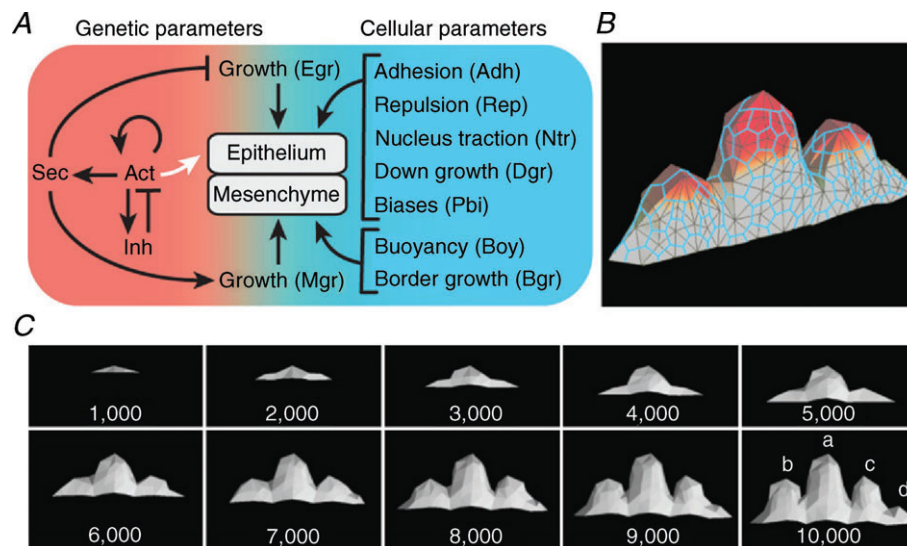 A
Genetic parameters
Cellular parameters
Growth (Egr)
Sec
Act
Inh
Epithelium
Mesenchyme
Growth (Mgr)
Adhesion (Adh)
Repulsion (Rep)
Nucleus traction (Ntr)
Down growth (Dgr)
Biases (Pbi)
Buoyancy (Boy)
Border growth (Bgr)
B
C
1,000
2,000
3,000
4,000
5,000
6,000
7,000
8,000
9,000
a
b
c
d
10,000